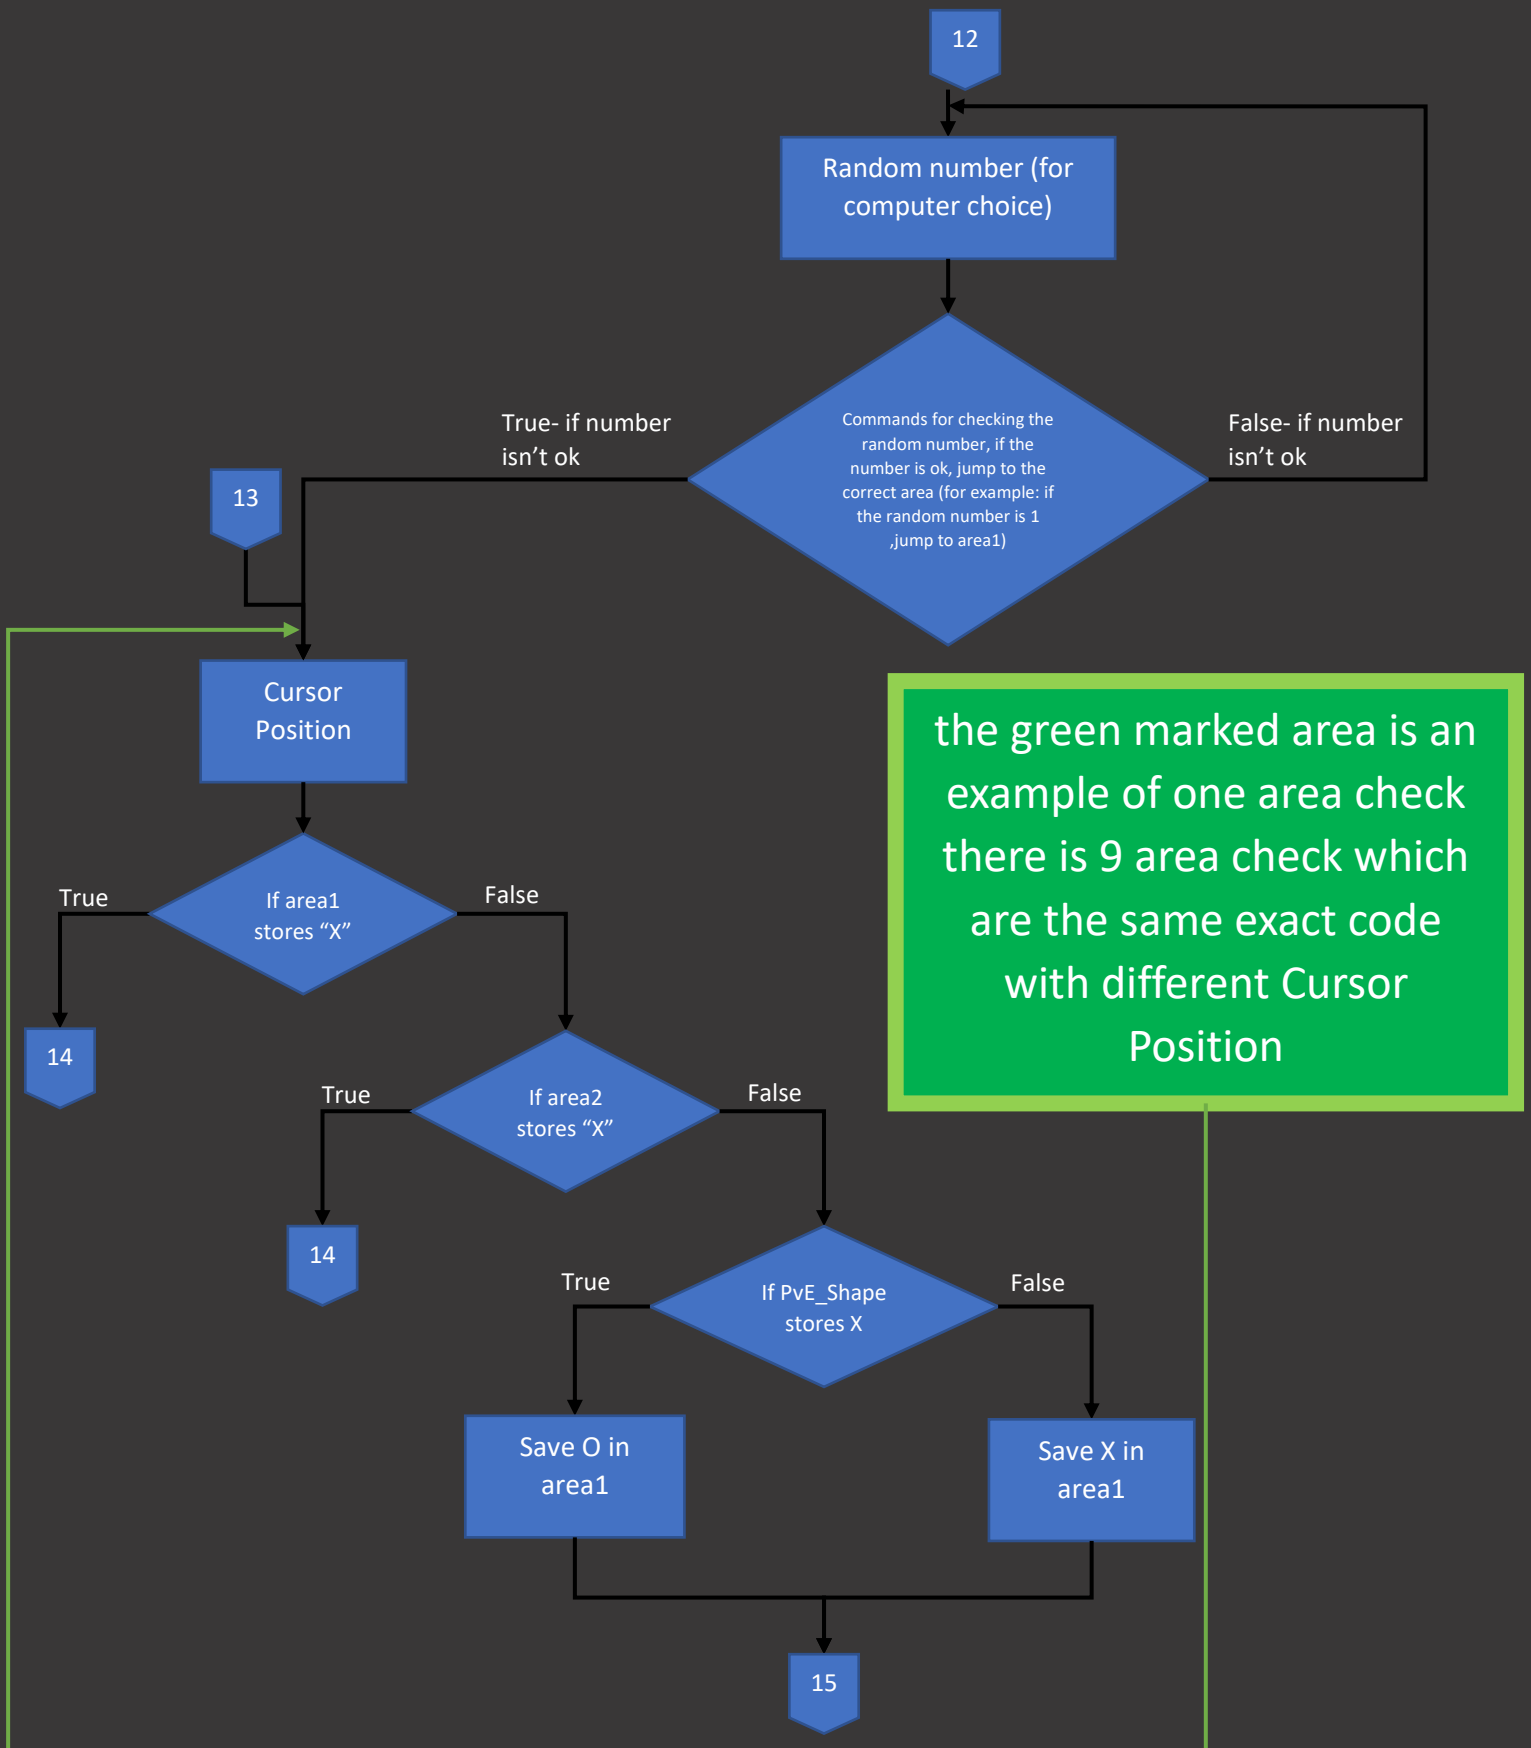 12
Random number (for
computer choice)
True- if number
isn't ok
Commands for checking the
random number, if the
number is ok, jump to the
correct area (for example: if
the random number is 1
,jump to area1)
False- if number
isn't ok
13
Cursor
Position
the green marked area is an
example of one area check
there is 9 area check which
are the same exact code
with different Cursor
Position
True
If area1
stores “X”
False
14
True
If area2
stores “X”
False
14
True
If PvE_Shape
stores X
False
Save O in
area1
Save X in
area1
15